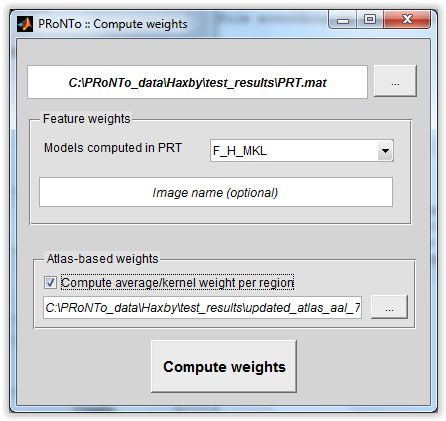 PRoNTo :: Compute weights
C:\PRoNTo_data\Haxby\test_results\PRT.mat
...
Feature weights
Models computed in PRT
F_H_MKL
Image name (optional)
Atlas-based weights
Compute average/kernel weight per region
C:\PRoNTo_data\Haxby\test_results\updated_atlas_aal_7
...
Compute weights